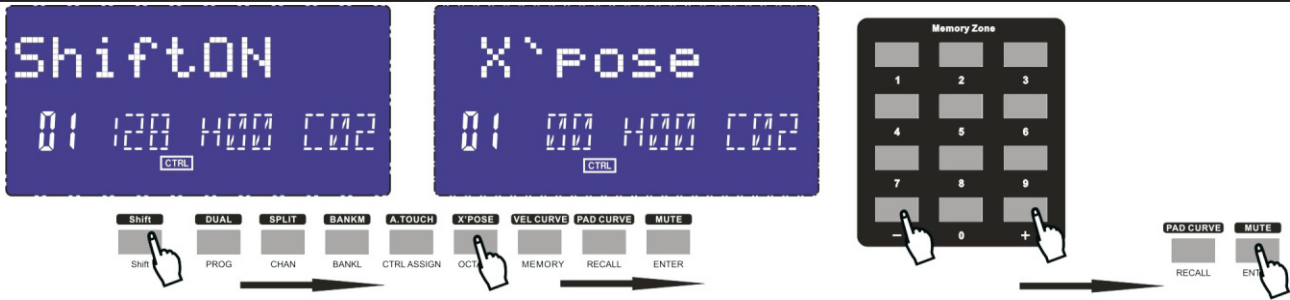 ShiftON
01 128 H00 C02
CTRL
X`pose
01 00 H00 C02
CTRL
Memory Zone
1 2 3
4 5 6
7 8 9
- 0 +
Shift DUAL SPLIT BANKM A.TOUCH X'POSE VEL CURVE PAD CURVE MUTE
Shift PROG CHAN BANKL CTRL ASSIGN MEMORY RECALL ENTER
PAD CURVE MUTE
RECALL